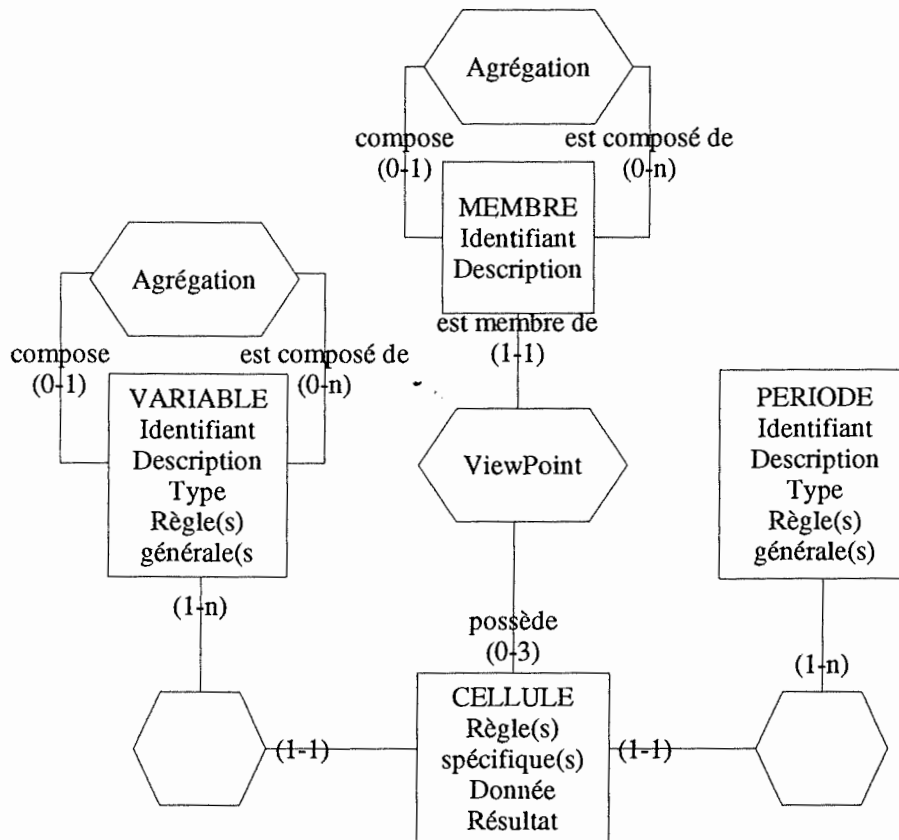 Agrégation
compose
(0-1)
est composé de
(0-n)
MEMBRE
Identifiant
Description
est membre de
(1-1)
Agrégation
compose
(0-1)
est composé de
(0-n)
VARIABLE
Identifiant
Description
Type
Règle(s)
générale(s
(1-n)
ViewPoint
PERIODE
Identifiant
Description
Type
Règle(s)
générale(s)
(1-n)
possède
(0-3)
CELLULE
Règle(s)
spécifique(s)
Donnée
Résultat
(1-1)
(1-1)